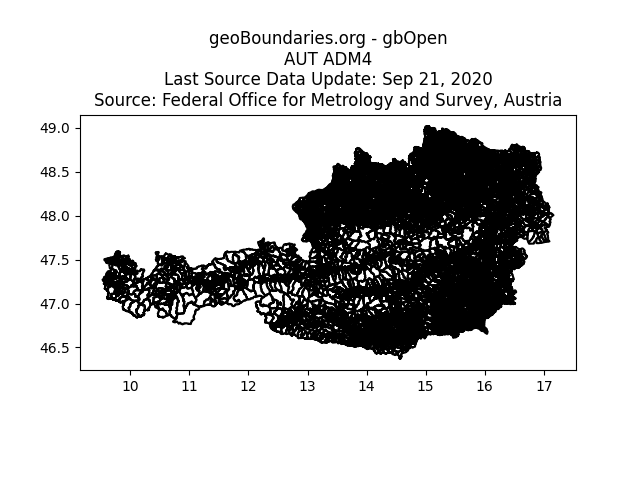 geoBoundaries.org - gbOpen
AUT ADM4
Last Source Data Update: Sep 21, 2020
Source: Federal Office for Metrology and Survey, Austria
49.0
48.5
48.0
47.5
47.0
46.5
10 11 12 13 14 15 16 17